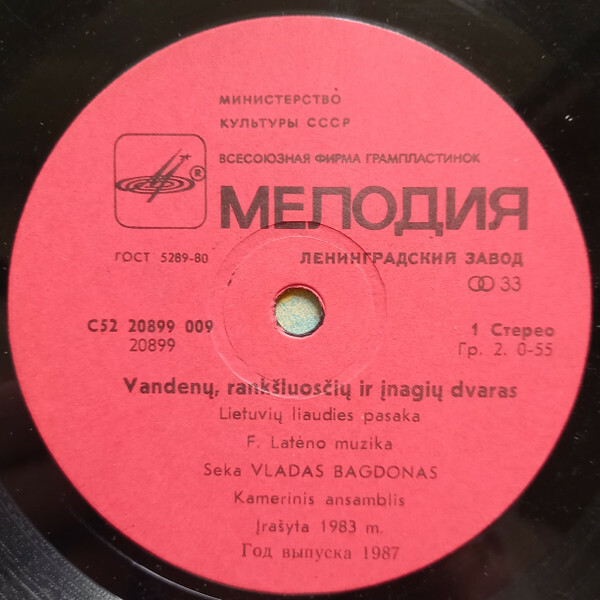 МИНИСТЕРСТВО
КУЛЬТУРЫ СССР
ВСЕСОЮЗНАЯ ФИРМА ГРАМПЛАСТИНОК
® МЕЛОДИЯ
ГОСТ 5289-80 ЛЕНИНГРАДСКИЙ ЗАВОД
33
С52 20899 009 1 Стерео
20899 Гр. 2. 0-55
Vandenų, rankšluosčių ir įnagių dvaras
Lietuvių liaudies pasaka
F. Latėno muzika
Seka VLADAS BAGDONAS
Kamerinis ansamblis
Įrašyta 1983 m.
Год выпуска 1987